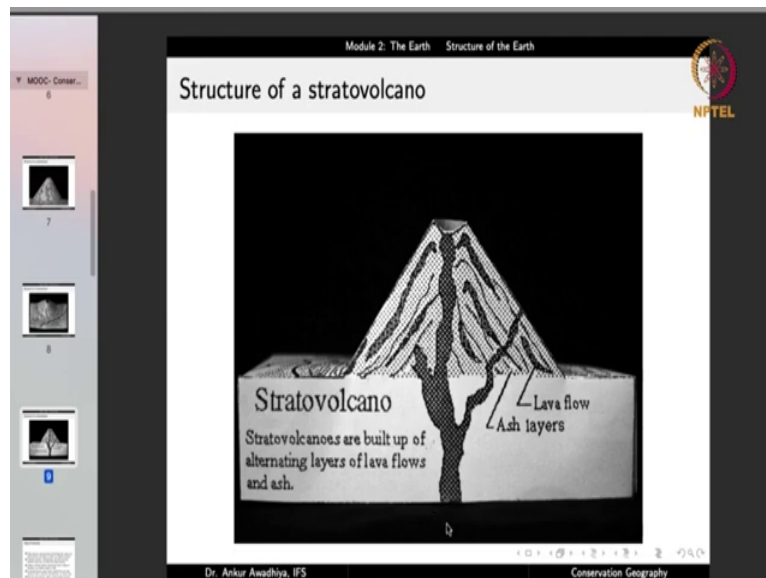 Module 2: The Earth Structure of the Earth
MOOC- Conser...
6
Structure of a stratovolcano
NPTEL
7
8
9
Stratovolcano
Stratovolcanoes are built up of
alternating layers of lava flows
and ash.
Lava flow
Ash layers
Dr. Ankur Awadhiya, IFS Conservation Geography